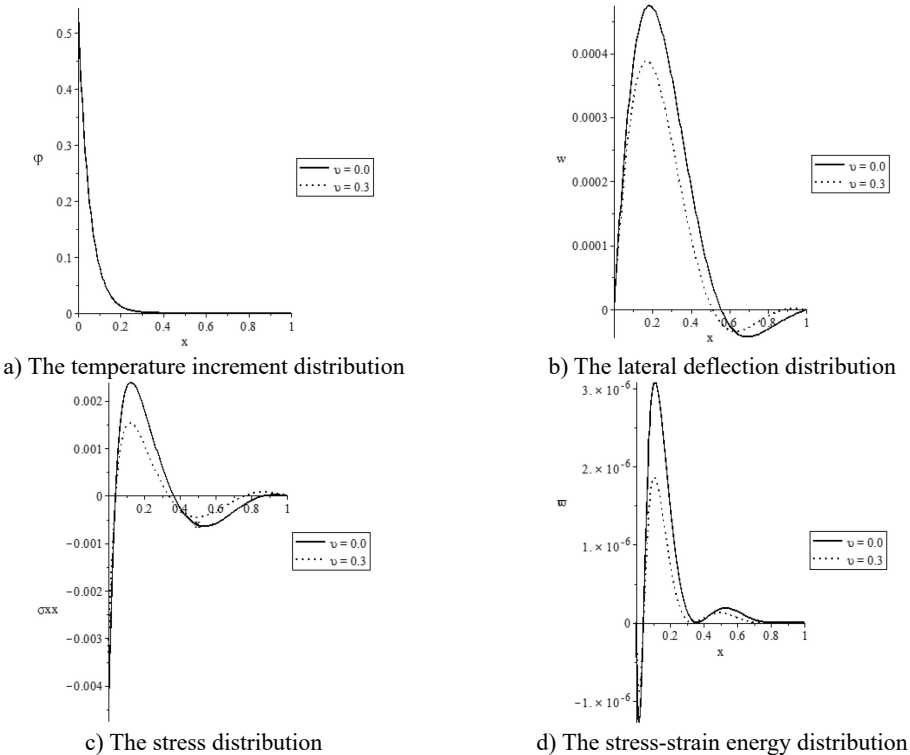 0.5
0.4
φ
0.3
0.2
0.1
0
0 0.2 0.4 0.6 0.8 1
x
υ = 0.0
υ = 0.3
a) The temperature increment distribution
0.0004
0.0003
w
0.0002
0.0001
0
0.2 0.4 0.6 0.8 1
x
υ = 0.0
υ = 0.3
b) The lateral deflection distribution
0.002
0.001
0
0.2 0.4 0.6 0.8 1
x
−0.001
−0.002
σxx
−0.003
−0.004
υ = 0.0
υ = 0.3
c) The stress distribution
3. × 10⁻⁶
2. × 10⁻⁶
ϖ
1. × 10⁻⁶
0
0.2 0.4 0.6 0.8 1
x
−1. × 10⁻⁶
υ = 0.0
υ = 0.3
d) The stress-strain energy distribution